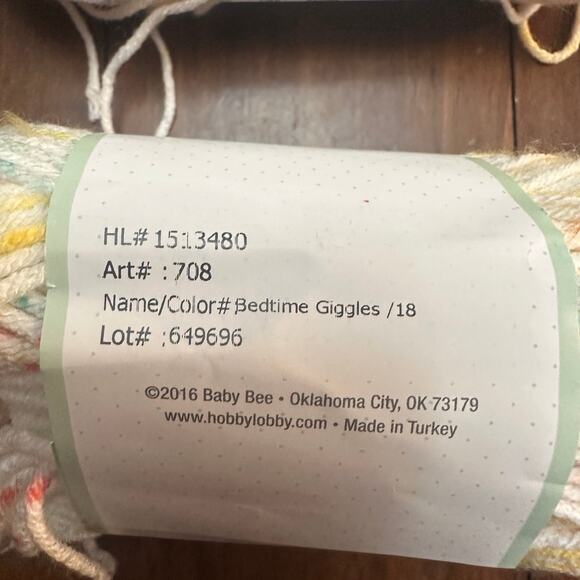 HL# 1513480
Art# : 708
Name/Color# Bedtime Giggles /18
Lot# : 649696
©2016 Baby Bee • Oklahoma City, OK 73179
www.hobbylobby.com • Made in Turkey